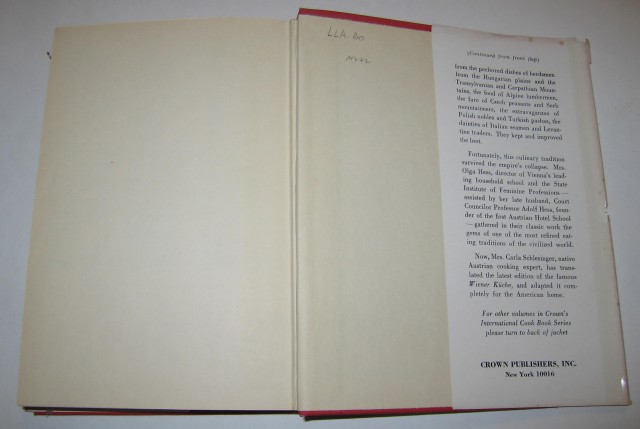 LLA. 20
(Continued from front flap)
from the preferred dishes of herdsmen
from the Hungarian plains and the
Transylvanian and Carpathian Moun-
tains, the food of Alpine lumbermen,
the fare of Czech peasants and Serb
mountaineers, the extravagances of
Polish nobles and Turkish pashas, the
dainties of Italian seamen and Levan-
tine traders. They kept and improved
the best.
Fortunately, this culinary tradition
survived the empire's collapse. Mrs.
Olga Hess, director of Vienna's lead-
ing household school and the State
Institute of Feminine Professions—
assisted by her late husband, Court
Councilor Professor Adolf Hess, foun-
der of the first Austrian Hotel School
—gathered in their classic work the
gems of one of the most refined eat-
ing traditions of the civilized world.
Now, Mrs. Carla Schlesinger, native
Austrian cooking expert, has trans-
lated the latest edition of the famous
Wiener Küche, and adapted it com-
pletely for the American home.
For other volumes in Crown's
International Cook Book Series
please turn to back of jacket
CROWN PUBLISHERS, INC.
New York 10016